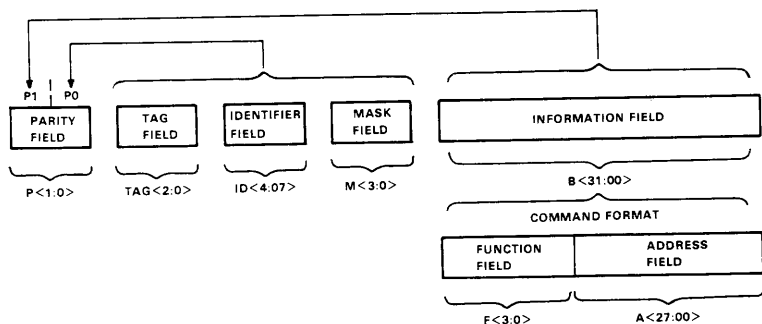 P1 P0
PARITY
FIELD
TAG
FIELD
IDENTIFIER
FIELD
MASK
FIELD
INFORMATION FIELD
P<1:0>
TAG<2:0>
ID<4:07>
M<3:0>
B<31:00>
COMMAND FORMAT
FUNCTION
FIELD
ADDRESS
FIELD
F<3:0>
A<27:00>